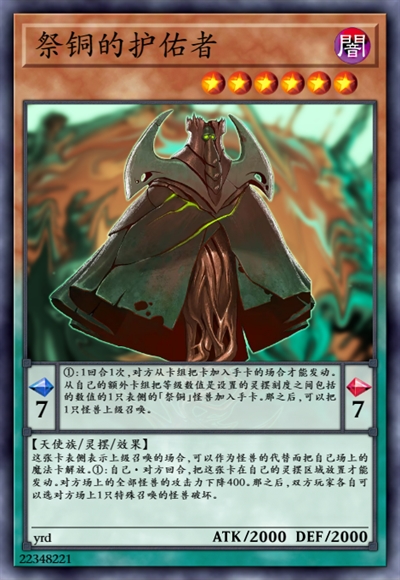 祭铜的护佑者
闇
①:1回合1次,对方从卡组把卡加入手卡的场合才能发动。
从自己的额外卡组把等级数值是设置的灵摆刻度之间包括
的数值的1只表侧的「祭铜」怪兽加入手卡。那之后,可以把
1只怪兽上级召唤。
7
7
【天使族/灵摆/效果】
这张卡表侧表示上级召唤的场合,可以作为怪兽的代替而把自己场上的
魔法卡解放。①:自己·对方回合,把这张卡在自己的灵摆区域放置才能
发动。对方场上的全部怪兽的攻击力下降400。那之后,双方玩家各自可
以选对方场上1只特殊召唤的怪兽破坏。
yrd
ATK/2000 DEF/2000
22348221